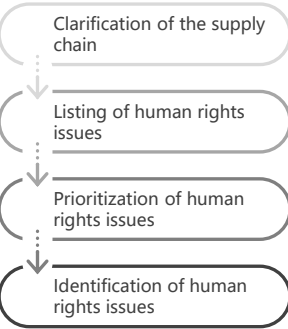 Clarification of the supply
chain
Listing of human rights
issues
Prioritization of human
rights issues
Identification of human
rights issues